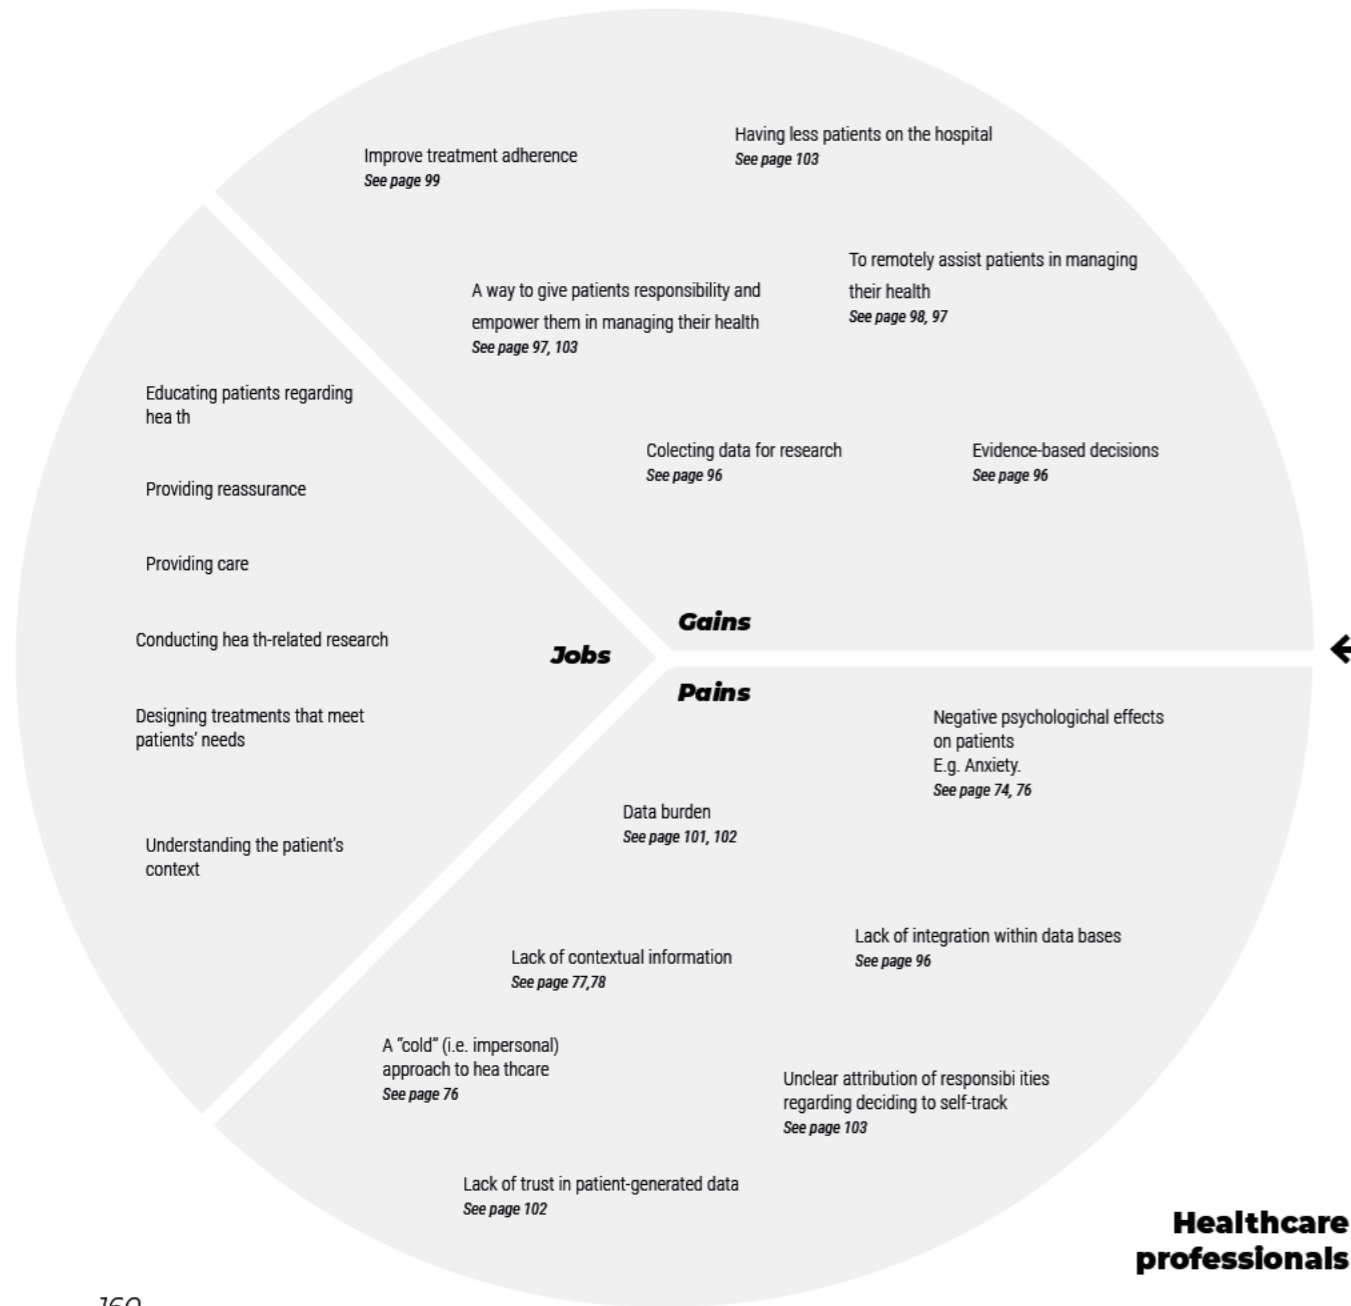 Improve treatment adherence
See page 99
Having less patients on the hospital
See page 103
To remotely assist patients in managing
their health
See page 98, 97
A way to give patients responsibility and
empower them in managing their health
See page 97, 103
Colecting data for research
See page 96
Evidence-based decisions
See page 96
Gains
Educating patients regarding
hea th
Providing reassurance
Providing care
Conducting hea th-related research
Designing treatments that meet
patients' needs
Understanding the patient's
context
Jobs
Pains
Negative psychologichal effects
on patients
E.g. Anxiety.
See page 74, 76
Data burden
See page 101, 102
Lack of integration within data bases
See page 96
Lack of contextual information
See page 77,78
A "cold" (i.e. impersonal)
approach to hea thcare
See page 76
Unclear attribution of responsibi ities
regarding deciding to self-track
See page 103
Lack of trust in patient-generated data
See page 102
Healthcare
professionals
160